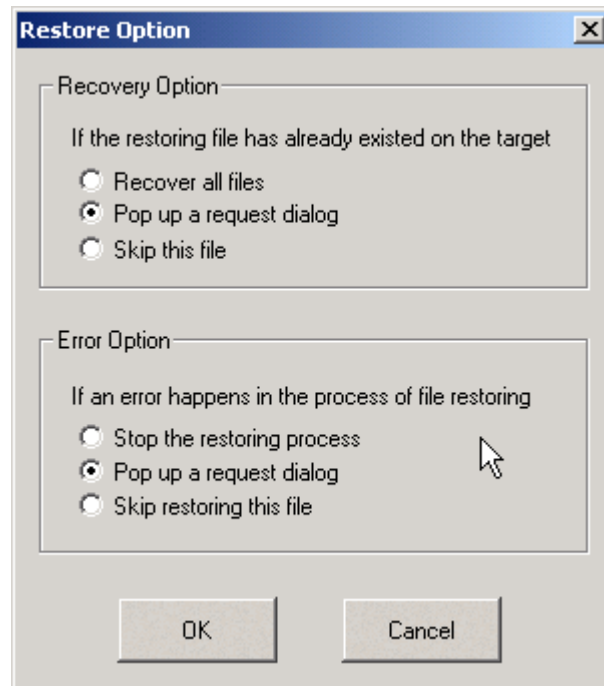 Restore Option
Recovery Option
If the restoring file has already existed on the target
Recover all files
Pop up a request dialog
Skip this file
Error Option
If an error happens in the process of file restoring
Stop the restoring process
Pop up a request dialog
Skip restoring this file
OK Cancel